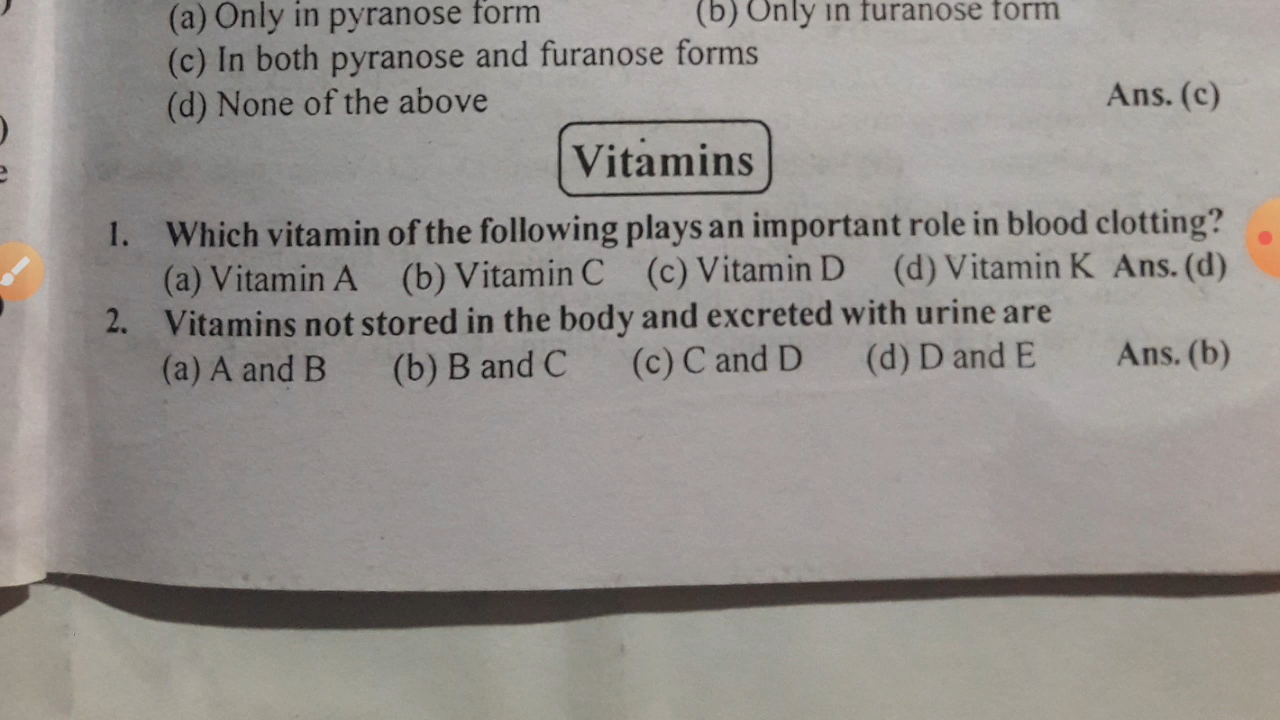 (a) Only in pyranose form (b) Only in furanose form
(c) In both pyranose and furanose forms
(d) None of the above Ans. (c)
Vitamins
1. Which vitamin of the following plays an important role in blood clotting?
(a) Vitamin A (b) Vitamin C (c) Vitamin D (d) Vitamin K Ans. (d)
2. Vitamins not stored in the body and excreted with urine are
(a) A and B (b) B and C (c) C and D (d) D and E Ans. (b)